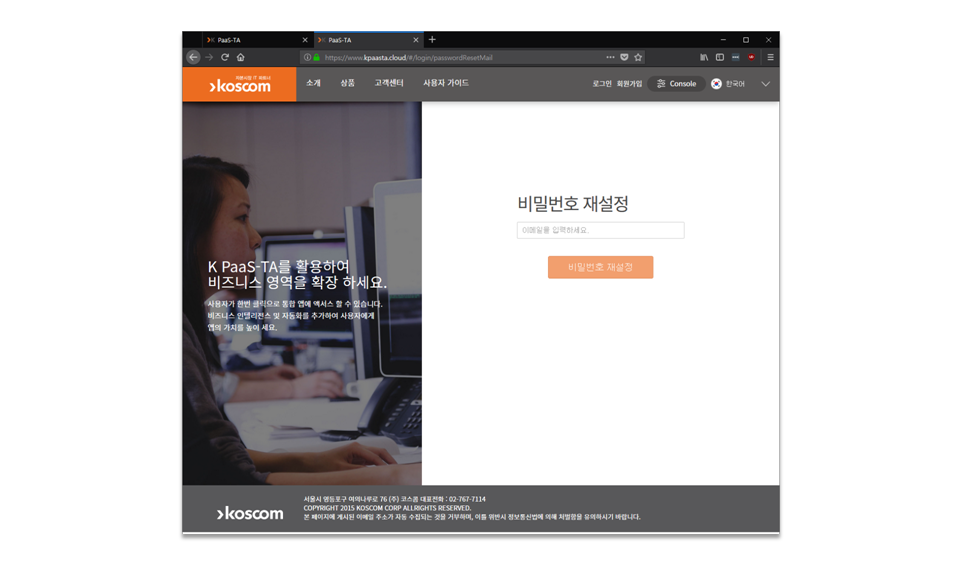 PaaS-TA
PaaS-TA
https://www.kpaasta.cloud/#/login/passwordResetMail
자본시장 IT 파트너
koscom
소개 상품 고객센터 사용자 가이드
로그인 회원가입 Console 한국어
비밀번호 재설정
이메일을 입력하세요.
비밀번호 재설정
K PaaS-TA를 활용하여
비즈니스 영역을 확장 하세요.
사용자가 한번 클릭으로 통합 앱에 액서스 할 수 있습니다.
비즈니스 인텔리전스 및 자동화를 추가하여 사용자에게
앱의 가치를 높이 세요.
koscom
서울시 영등포구 여의나루로 76 (주) 코스콤 대표전화 : 02-767-7114
COPYRIGHT 2015 KOSCOM CORP ALLRIGHTS RESERVED.
본 페이지에 게시된 이메일 주소가 자동 수집되는 것을 거부하며, 이를 위반시 정보통신법에 의해 처벌함을 유의하시기 바랍니다.